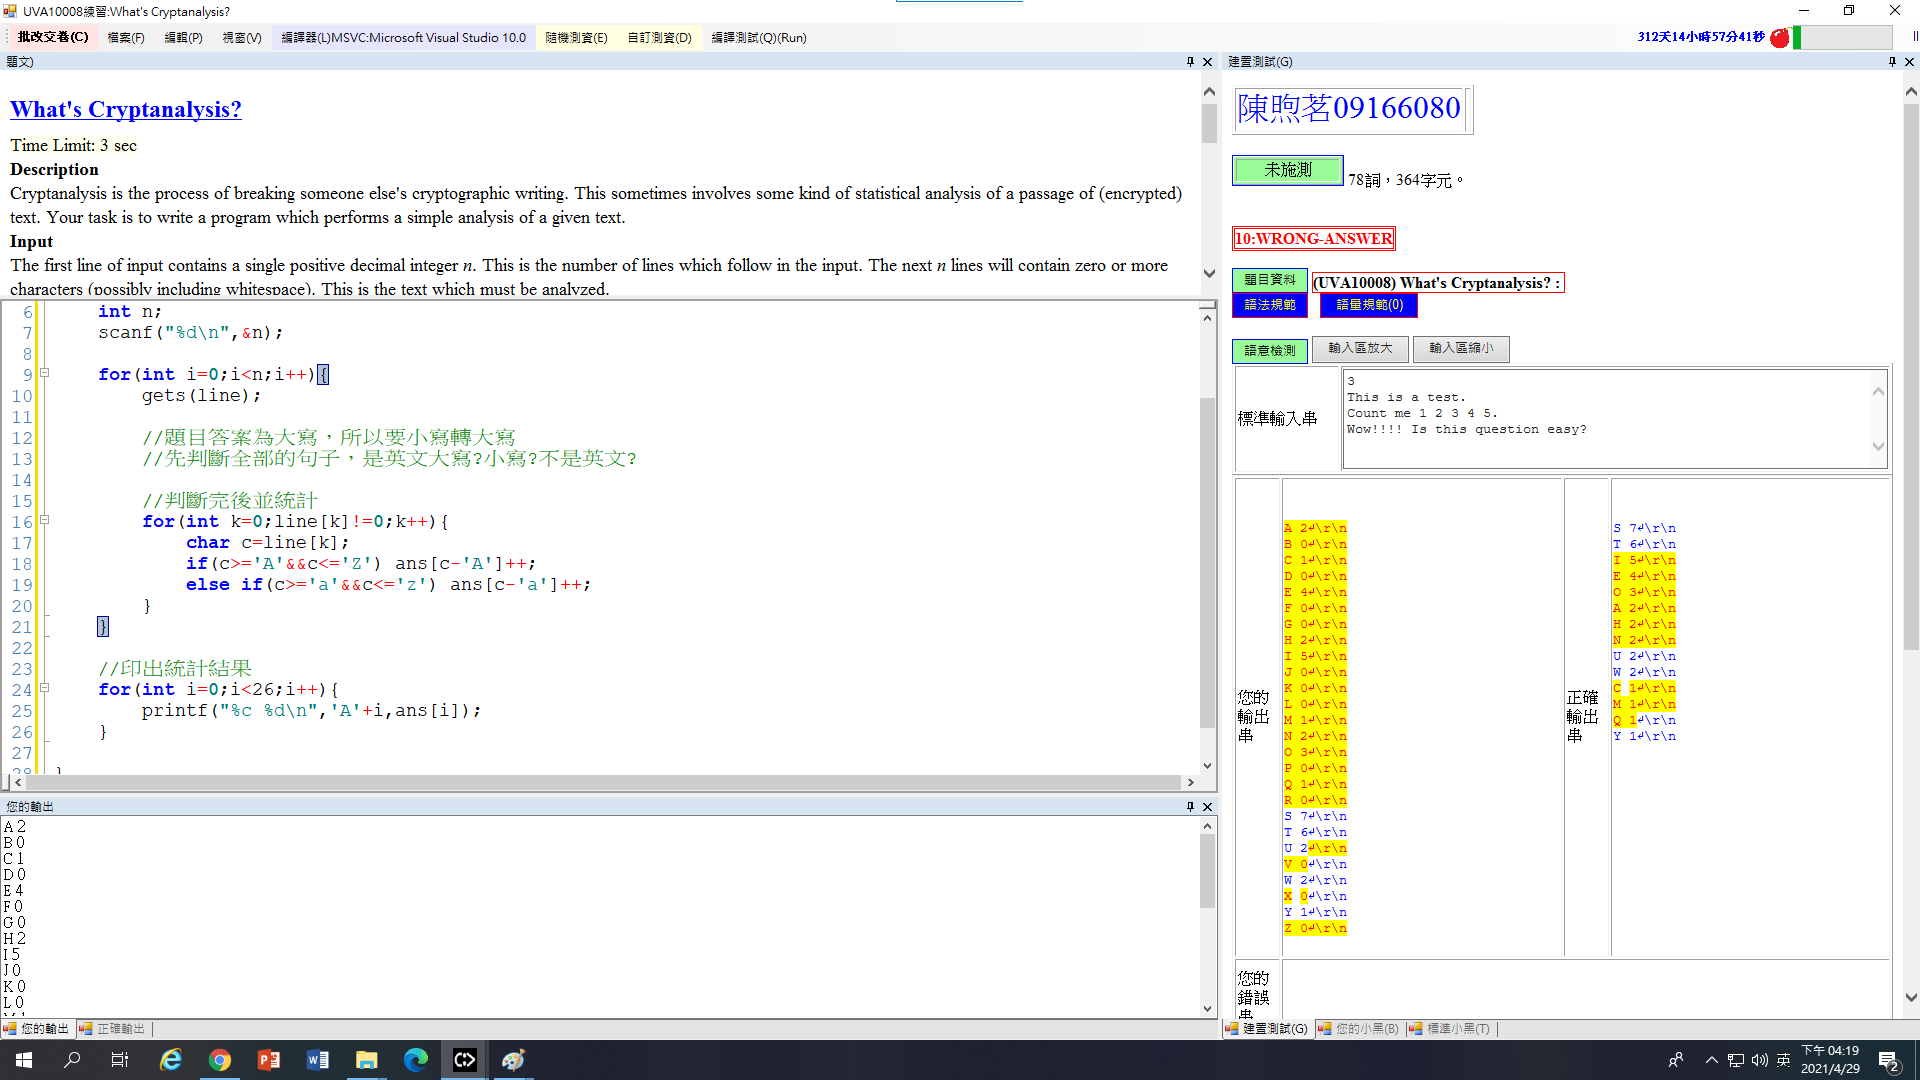 UVA10008練習:What's Cryptanalysis?
批改交卷(C) 檔案(F) 編輯(P) 視窗(V) 編譯器(L)MSVC:Microsoft Visual Studio 10.0 隨機測資(E) 自訂測資(D) 編譯測試(Q)(Run)
312天14小時57分41秒
題文)
What's Cryptanalysis?
Time Limit: 3 sec
Description
Cryptanalysis is the process of breaking someone else's cryptographic writing. This sometimes involves some kind of statistical analysis of a passage of (encrypted)
text. Your task is to write a program which performs a simple analysis of a given text.
Input
The first line of input contains a single positive decimal integer n. This is the number of lines which follow in the input. The next n lines will contain zero or more
characters (possibly including whitespace). This is the text which must be analyzed.
6 int n;
7 scanf("%d\n",&n);
8
9 for(int i=0;i<n;i++){
10 gets(line);
11
12 //題目答案為大寫，所以要小寫轉大寫
13 //先判斷全部的句子，是英文大寫?小寫?不是英文?
14
15 //判斷完後並統計
16 for(int k=0;line[k]!=0;k++){
17 char c=line[k];
18 if(c>='A'&&c<='Z') ans[c-'A']++;
19 else if(c>='a'&&c<='z') ans[c-'a']++;
20 }
21 }
22
23 //印出統計結果
24 for(int i=0;i<26;i++){
25 printf("%c %d\n",'A'+i,ans[i]);
26 }
27
28 }
您的輸出
A 2
B 0
C 1
D 0
E 4
F 0
G 0
H 2
I 5
J 0
K 0
L 0
您的輸出 正確輸出
建置測試(G)
陳煦茗09166080
未施測 78詞，364字元。
10:WRONG-ANSWER
題目資料 (UVA10008) What's Cryptanalysis? :
語法規範 語量規範(0)
語意檢測 輸入區放大 輸入區縮小
標準輸入串
3
This is a test.
Count me 1 2 3 4 5.
Wow!!!! Is this question easy?
您的輸出串
A 2↵\r\n
B 0↵\r\n
C 1↵\r\n
D 0↵\r\n
E 4↵\r\n
F 0↵\r\n
G 0↵\r\n
H 2↵\r\n
I 5↵\r\n
J 0↵\r\n
K 0↵\r\n
L 0↵\r\n
M 1↵\r\n
N 2↵\r\n
O 3↵\r\n
P 0↵\r\n
Q 1↵\r\n
R 0↵\r\n
S 7↵\r\n
T 6↵\r\n
U 2↵\r\n
V 0↵\r\n
W 2↵\r\n
X 0↵\r\n
Y 1↵\r\n
Z 0↵\r\n
正確輸出串
S 7↵\r\n
T 6↵\r\n
I 5↵\r\n
E 4↵\r\n
O 3↵\r\n
A 2↵\r\n
H 2↵\r\n
N 2↵\r\n
U 2↵\r\n
W 2↵\r\n
C 1↵\r\n
M 1↵\r\n
Q 1↵\r\n
Y 1↵\r\n
您的錯誤串
建置測試(G) 您的小黑(B) 標準小黑(T)
英 下午 04:19
2021/4/29
2